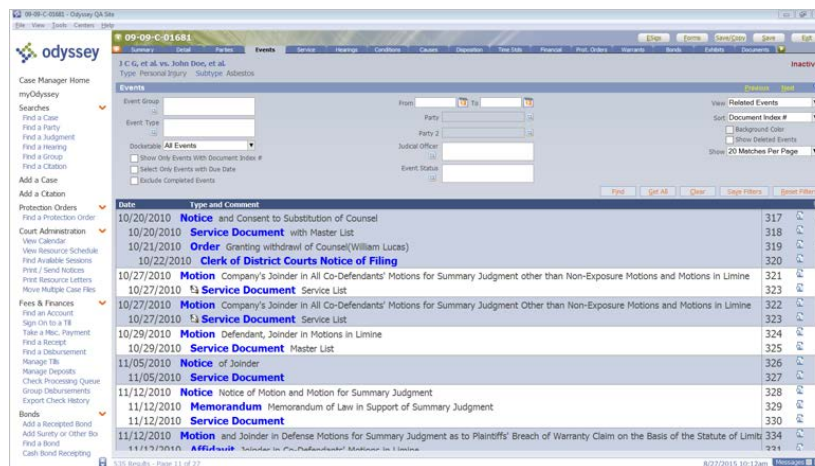 09-09-C-01681 - Odyssey QA Site
File View Tools Centers Help
odyssey
Case Manager Home
myOdyssey
Searches
Find a Case
Find a Party
Find a Judgment
Find a Hearing
Find a Group
Find a Citation
Add a Case
Add a Citation
Protection Orders
Find a Protection Order
Court Administration
View Calendar
View Resource Schedule
Find Available Sessions
Print / Send Notices
Print Resource Letters
Move Multiple Case Files
Fees & Finances
Find an Account
Sign On to a Till
Take a Misc. Payment
Find a Receipt
Find a Disbursement
Manage Tills
Manage Deposits
Check Processing Queue
Group Disbursements
Export Check History
Bonds
Add a Receipted Bond
Add Surety or Other Bo
Find a Bond
Cash Bond Receipting
09-09-C-01681
ESign Forms Save/Copy Save Exit
Summary Detail Parties Events Service Hearings Conditions Causes Disposition Time Stds Financial Prot. Orders Warrants Bonds Exhibits Documents
J C G, et al. vs. John Doe, et al.
Inactiv
Type Personal Injury Subtype Asbestos
Events
Previous Next
Event Group
From To
View Related Events
Event Type
Party
Sort Document Index #
Party 2
Background Color
Show Deleted Events
Docketable All Events
Judicial Officer
Show 20 Matches Per Page
Show Only Events With Document Index #
Select Only Events with Due Date
Event Status
Exclude Completed Events
Find Get All Clear Save Filters Reset Filter
Date Type and Comment
10/20/2010 Notice and Consent to Substitution of Counsel 317
10/20/2010 Service Document with Master List 318
10/21/2010 Order Granting withdrawl of Counsel(William Lucas) 319
10/22/2010 Clerk of District Courts Notice of Filing 320
10/27/2010 Motion Company's Joinder in All Co-Defendants' Motions for Summary Judgment other than Non-Exposure Motions and Motions in Limine 321
10/27/2010 Service Document Service List 323
10/27/2010 Motion Company's Joinder in All Co-Defendants' Motions for Summary Judgment Other than Non-Exposure Motions and Motions in Limine 322
10/27/2010 Service Document Service List 323
10/29/2010 Motion Defendant, Joinder in Motions in Limine 324
10/29/2010 Service Document Master List 325
11/05/2010 Notice of Joinder 326
11/05/2010 Service Document 327
11/12/2010 Notice Notice of Motion and Motion for Summary Judgment 328
11/12/2010 Memorandum Memorandum of Law in Support of Summary Judgment 329
11/12/2010 Service Document 330
11/12/2010 Motion and Joinder in Defense Motions for Summary Judgment as to Plaintiffs' Breach of Warranty Claim on the Basis of the Statute of Limita 334
11/12/2010 Affidavit Joinder in Co-Defendants' Motions in Limine 331
535 Results - Page 11 of 27
8/27/2015 10:12am Messages